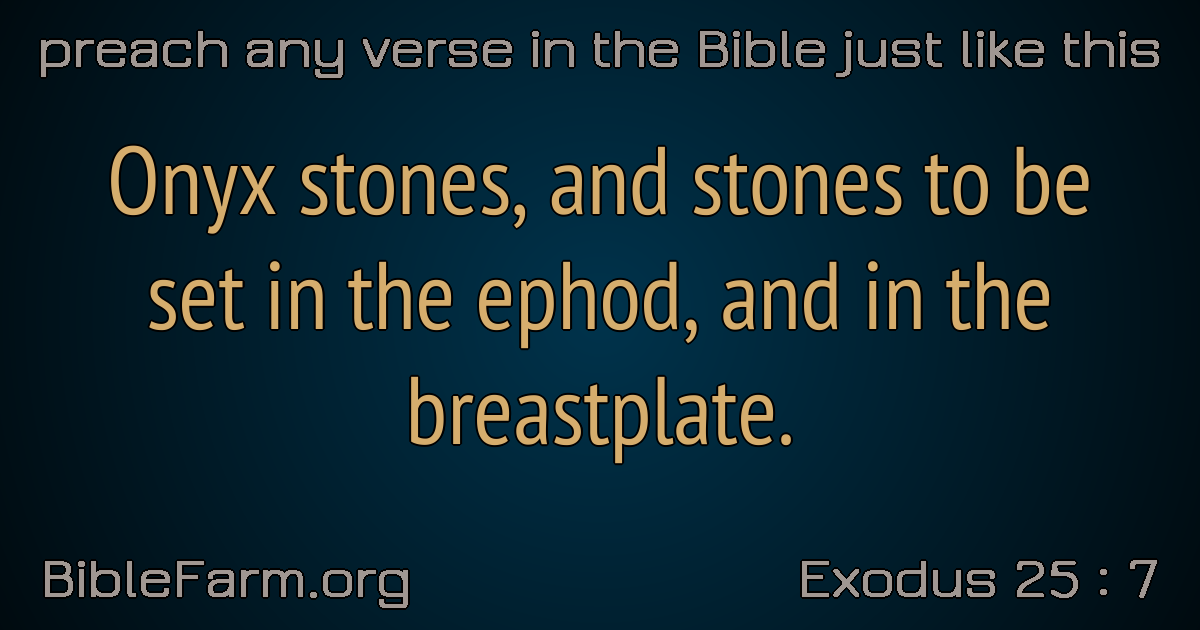 preach any verse in the Bible just like this
Onyx stones, and stones to be
set in the ephod, and in the
breastplate.
BibleFarm.org
Exodus 25 : 7